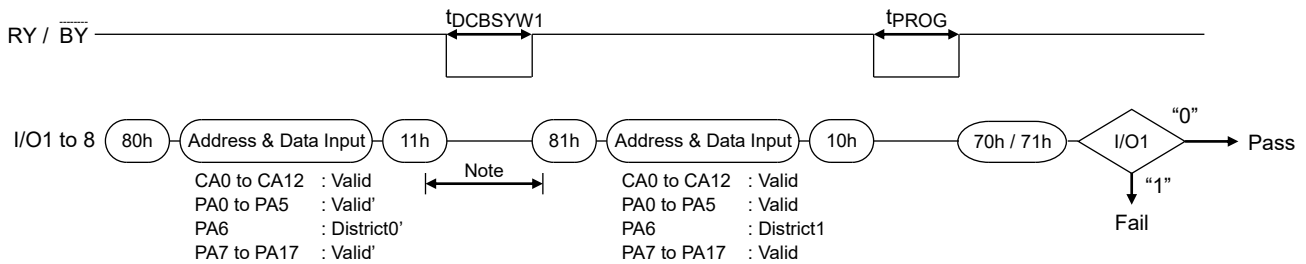 tDCBSYW1
tPROG
RY / BY
I/O1 to 8
80h
Address & Data Input
11h
81h
Address & Data Input
10h
70h / 71h
I/O1
“0”
Pass
Note
“1”
Fail
CA0 to CA12 : Valid
PA0 to PA5 : Valid’
PA6 : District0’
PA7 to PA17 : Valid’
CA0 to CA12 : Valid
PA0 to PA5 : Valid
PA6 : District1
PA7 to PA17 : Valid